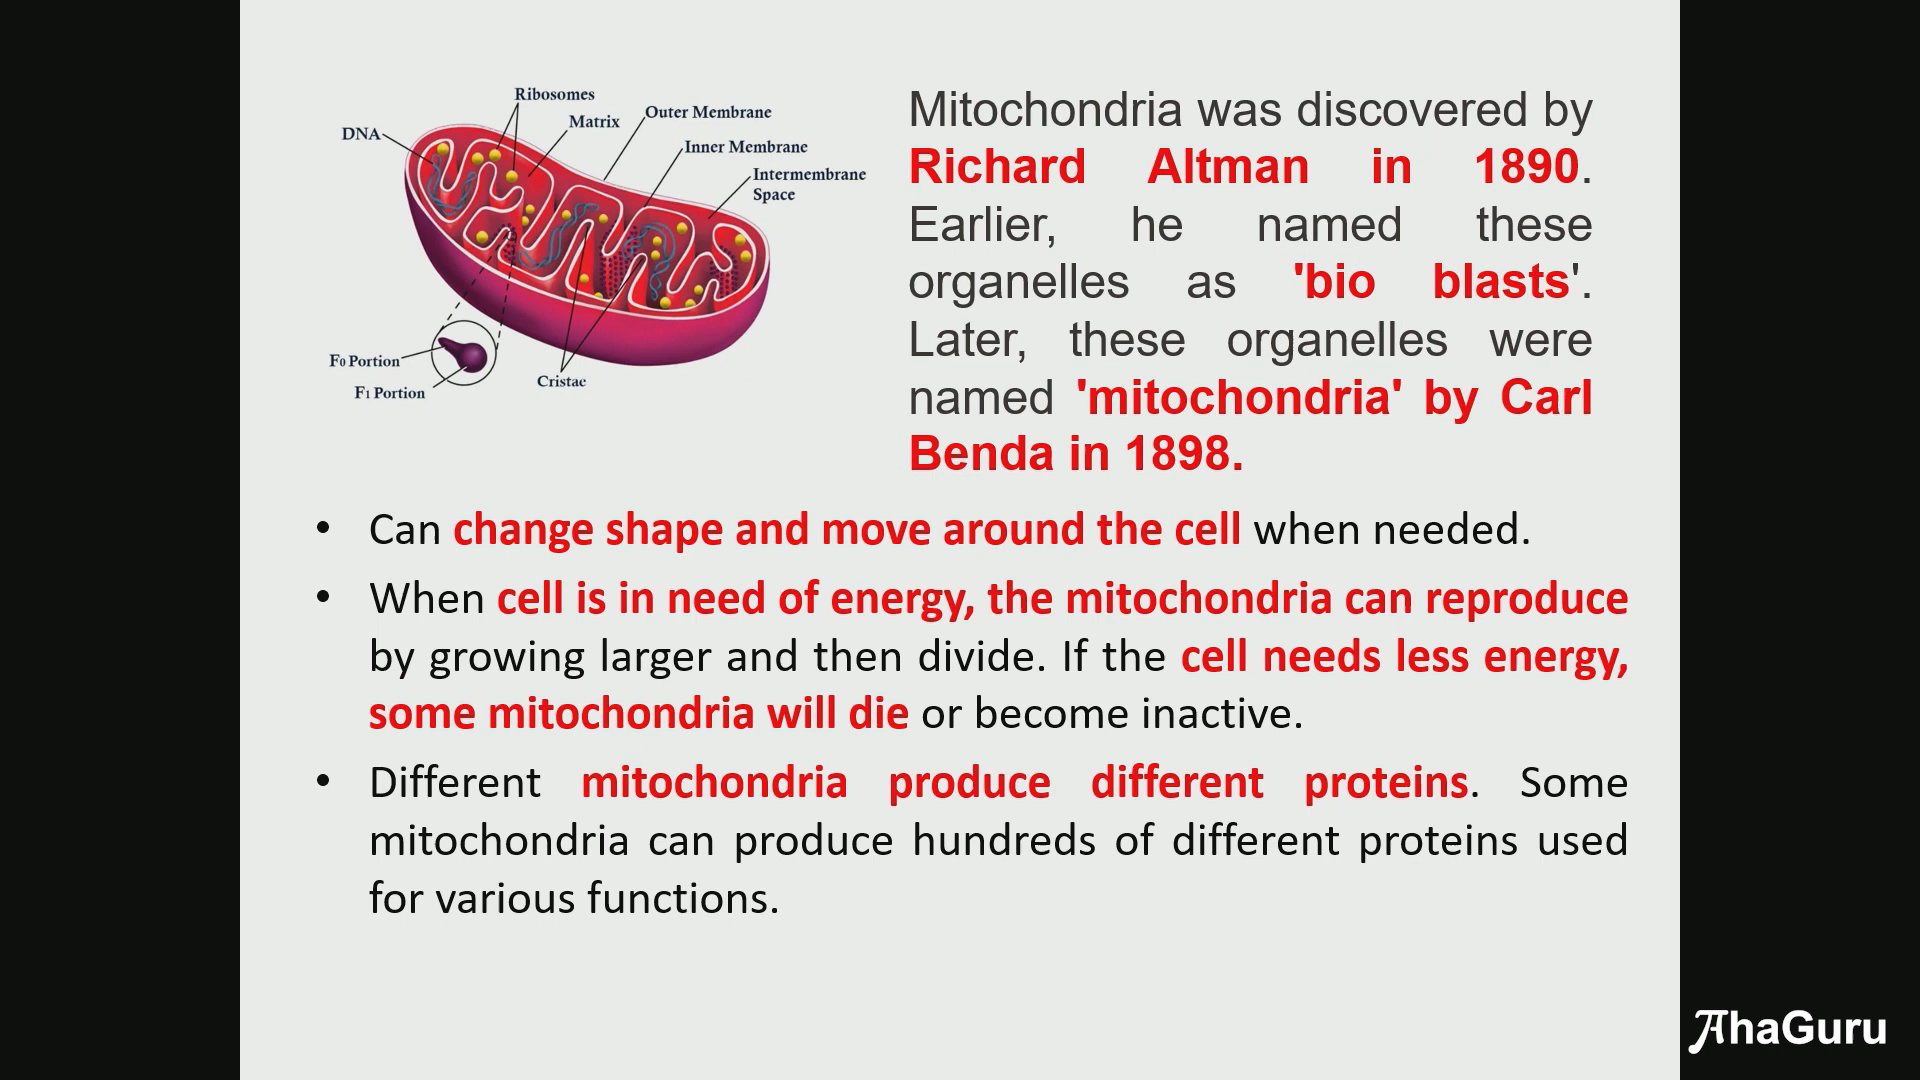 Ribosomes
Outer Membrane
Matrix
DNA
Inner Membrane
Intermembrane
Space
F0 Portion
F1 Portion
Cristae
Mitochondria was discovered by
Richard Altman in 1890.
Earlier, he named these
organelles as 'bio blasts'.
Later, these organelles were
named 'mitochondria' by Carl
Benda in 1898.
• Can change shape and move around the cell when needed.
• When cell is in need of energy, the mitochondria can reproduce
by growing larger and then divide. If the cell needs less energy,
some mitochondria will die or become inactive.
• Different mitochondria produce different proteins. Some
mitochondria can produce hundreds of different proteins used
for various functions.
AhaGuru